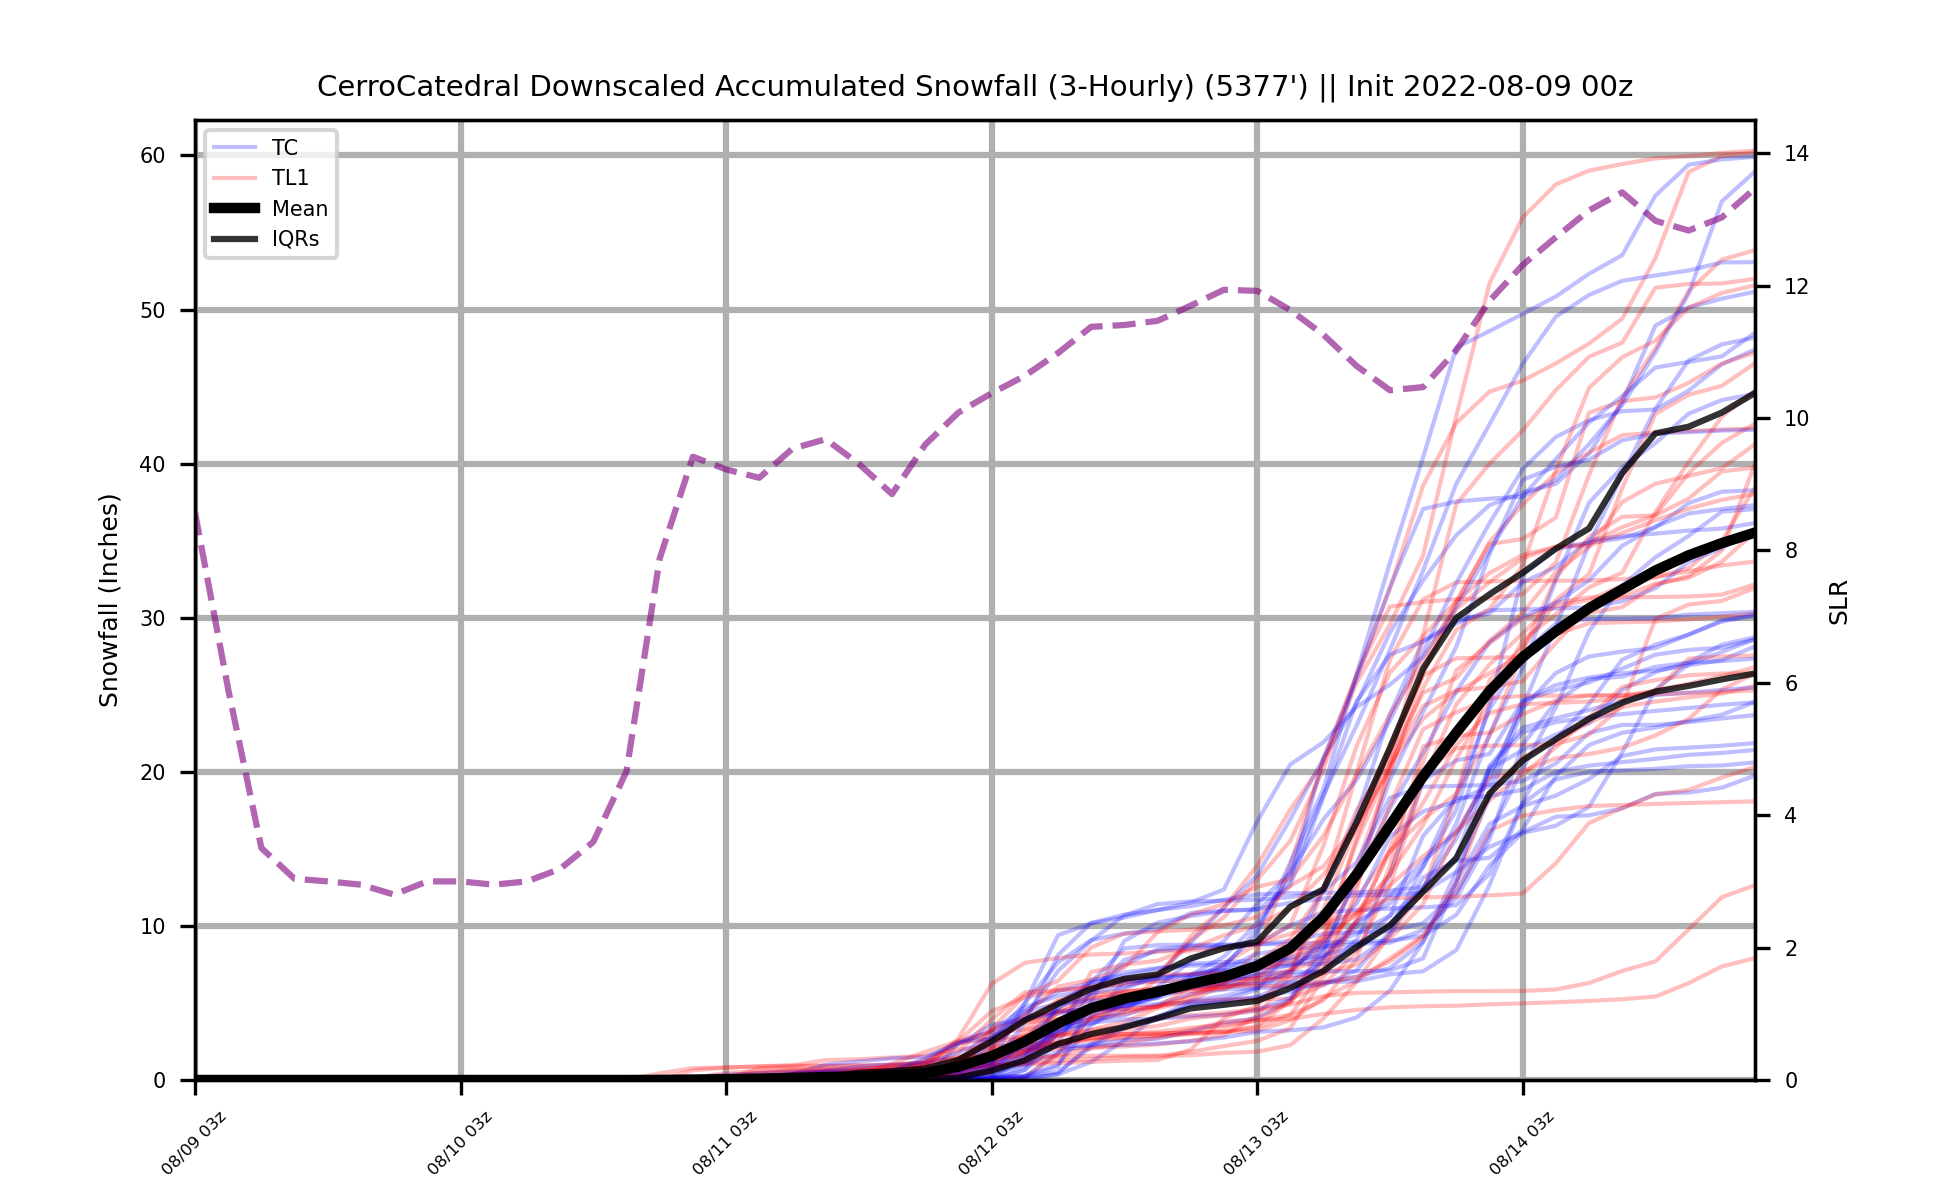 CerroCatedral Downscaled Accumulated Snowfall (3-Hourly) (5377') || Init 2022-08-09 00z
TC
TL1
Mean
IQRs
Snowfall (Inches)
60
50
40
30
20
10
0
14
12
10
8
6
4
2
0
SLR
08/09 03z
08/10 03z
08/11 03z
08/12 03z
08/13 03z
08/14 03z